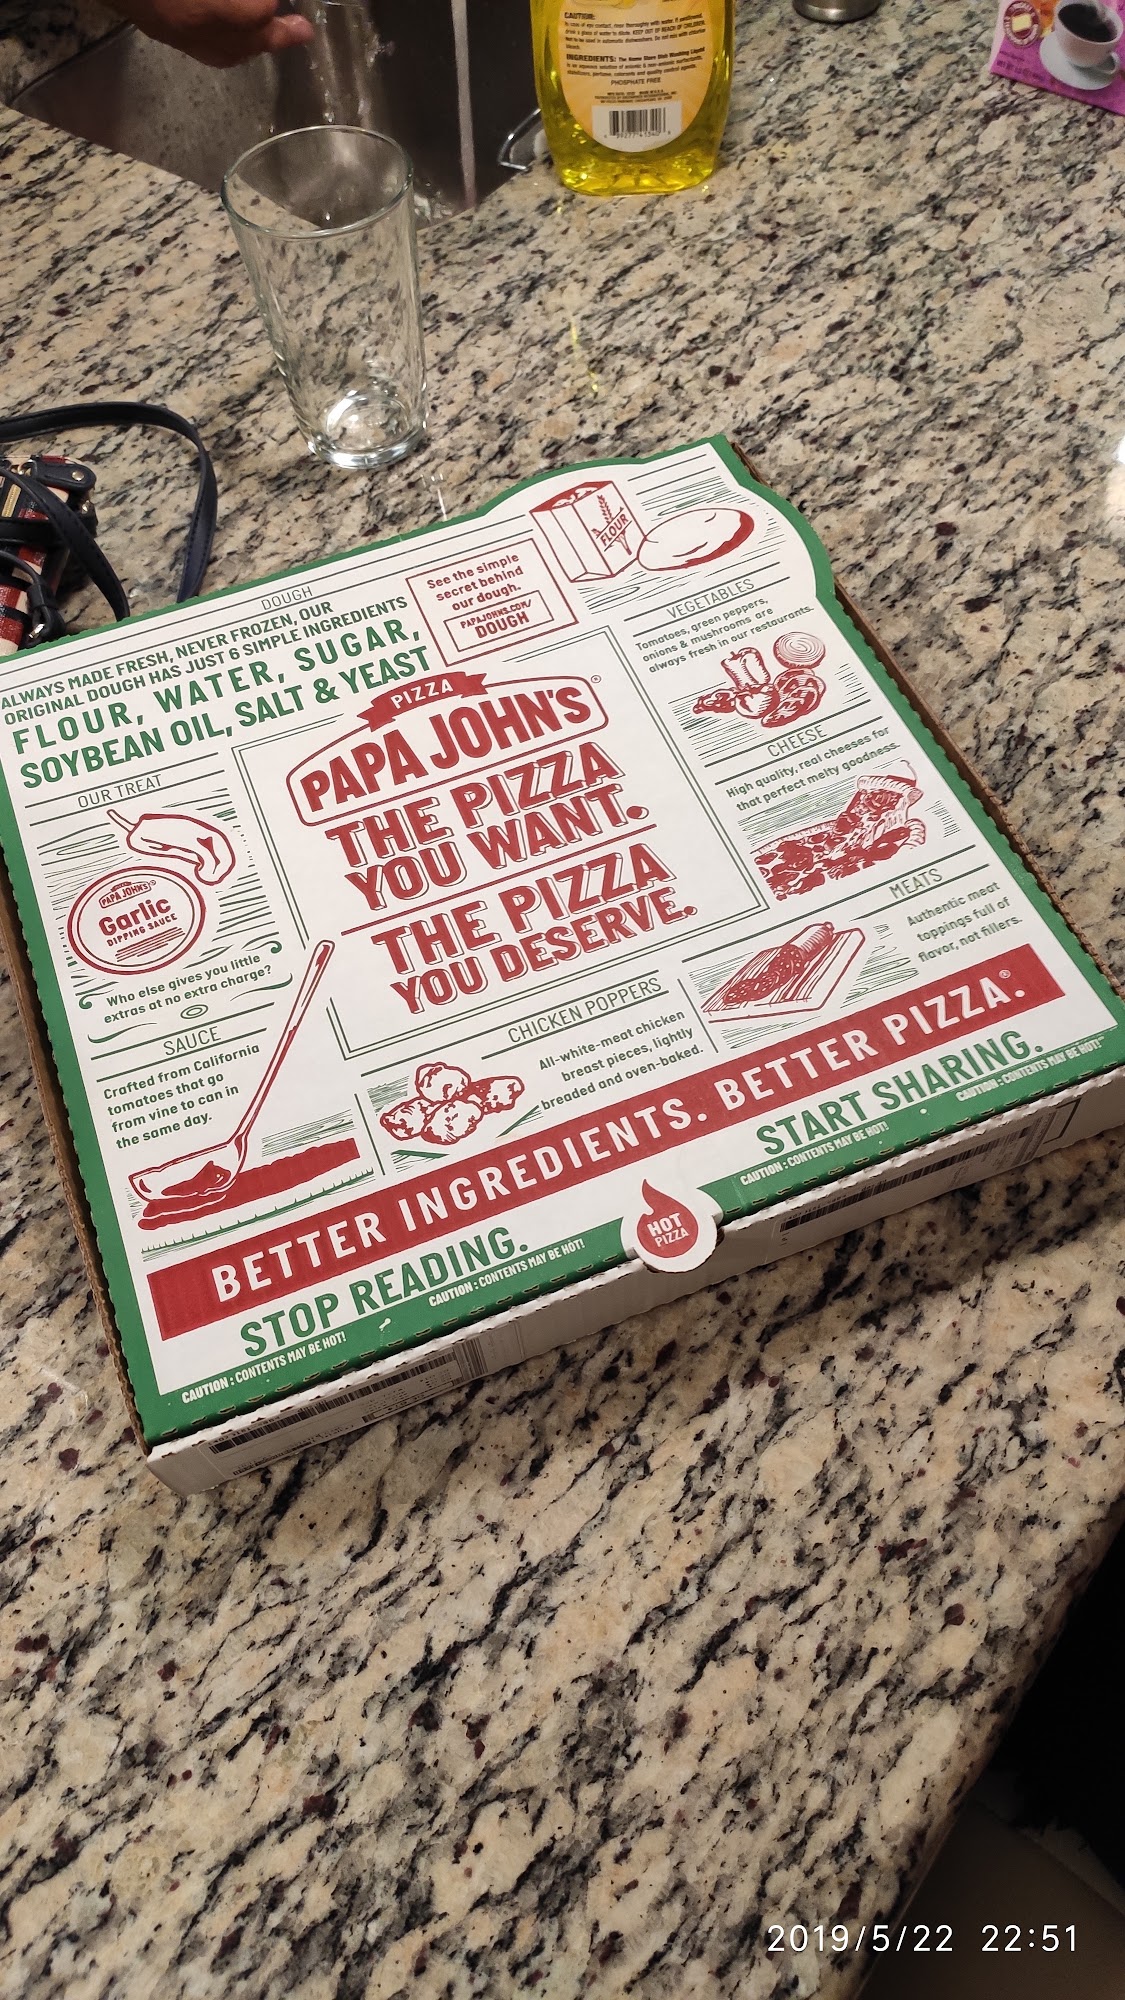 CAUTION:
INGREDIENTS:
PHOSPHATE FREE
DOUGH
ALWAYS MADE FRESH, NEVER FROZEN, OUR
ORIGINAL DOUGH HAS JUST 6 SIMPLE INGREDIENTS
FLOUR, WATER, SUGAR,
SOYBEAN OIL, SALT & YEAST
See the simple
secret behind
our dough.
PAPAJOHNS.COM/
DOUGH
FLOUR
VEGETABLES
Tomatoes, green peppers,
onions & mushrooms are
always fresh in our restaurants.
CHEESE
High quality, real cheeses for
that perfect melty goodness.
MEATS
Authentic meat
toppings full of
flavor, not fillers.
PIZZA
PAPA JOHN'S®
THE PIZZA
YOU WANT.
THE PIZZA
YOU DESERVE.
OUR TREAT
PAPA JOHN'S
Garlic
DIPPING SAUCE
Who else gives you little
extras at no extra charge?
SAUCE
Crafted from California
tomatoes that go
from vine to can in
the same day.
CHICKEN POPPERS
All-white-meat chicken
breast pieces, lightly
breaded and oven-baked.
BETTER INGREDIENTS. BETTER PIZZA.®
STOP READING.
START SHARING.
CAUTION: CONTENTS MAY BE HOT!
CAUTION: CONTENTS MAY BE HOT!
CAUTION: CONTENTS MAY BE HOT!
CAUTION: CONTENTS MAY BE HOT!
HOT
PIZZA
2019/5/22 22:51